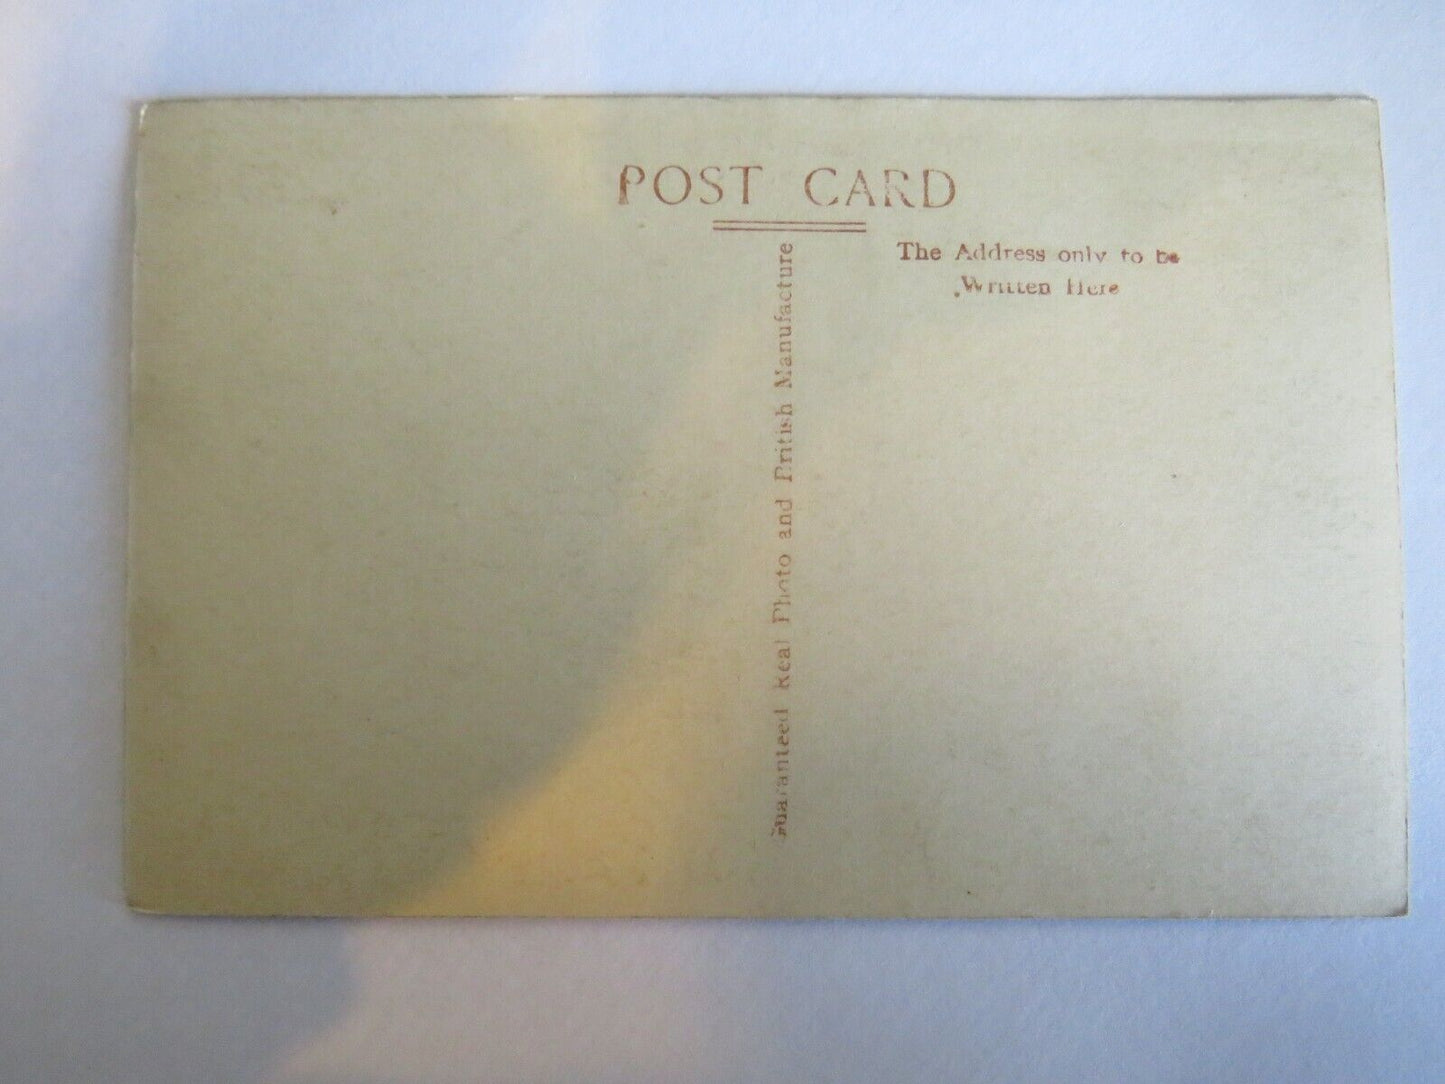 POST CARD
The Address only to be
Written Here
Guaranteed Real Photo and British Manufacture